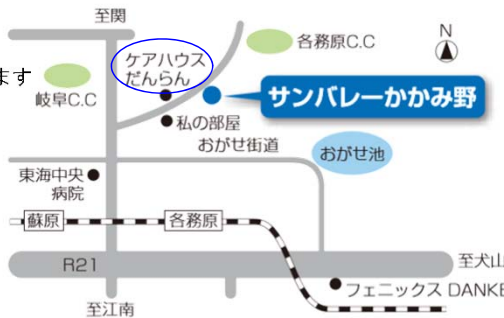 至関
各務原C.C
N
ケアハウス
だんらん
ます
岐阜C.C
サンバレーかかみ野
私の部屋
おがせ街道
おがせ池
東海中央
病院
蘇原
各務原
R21
至犬山
フェニックス DANKE
至江南